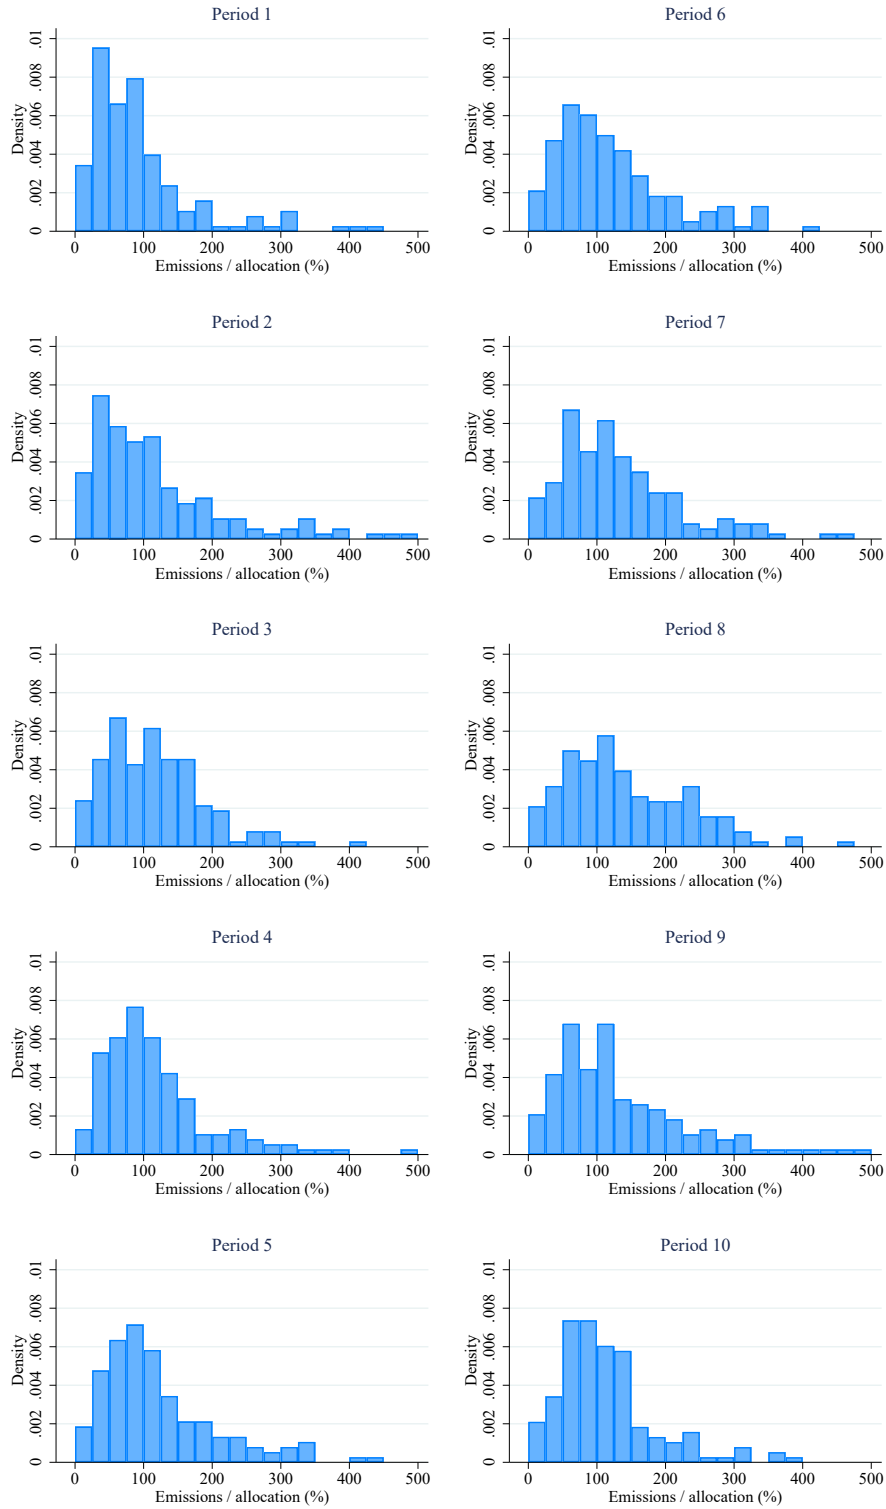 Period 1
Density
0 .002 .004 .006 .008 .01
0 100 200 300 400 500
Emissions / allocation (%)
Period 2
Density
0 .002 .004 .006 .008 .01
0 100 200 300 400 500
Emissions / allocation (%)
Period 3
Density
0 .002 .004 .006 .008 .01
0 100 200 300 400 500
Emissions / allocation (%)
Period 4
Density
0 .002 .004 .006 .008 .01
0 100 200 300 400 500
Emissions / allocation (%)
Period 5
Density
0 .002 .004 .006 .008 .01
0 100 200 300 400 500
Emissions / allocation (%)
Period 6
Density
0 .002 .004 .006 .008 .01
0 100 200 300 400 500
Emissions / allocation (%)
Period 7
Density
0 .002 .004 .006 .008 .01
0 100 200 300 400 500
Emissions / allocation (%)
Period 8
Density
0 .002 .004 .006 .008 .01
0 100 200 300 400 500
Emissions / allocation (%)
Period 9
Density
0 .002 .004 .006 .008 .01
0 100 200 300 400 500
Emissions / allocation (%)
Period 10
Density
0 .002 .004 .006 .008 .01
0 100 200 300 400 500
Emissions / allocation (%)